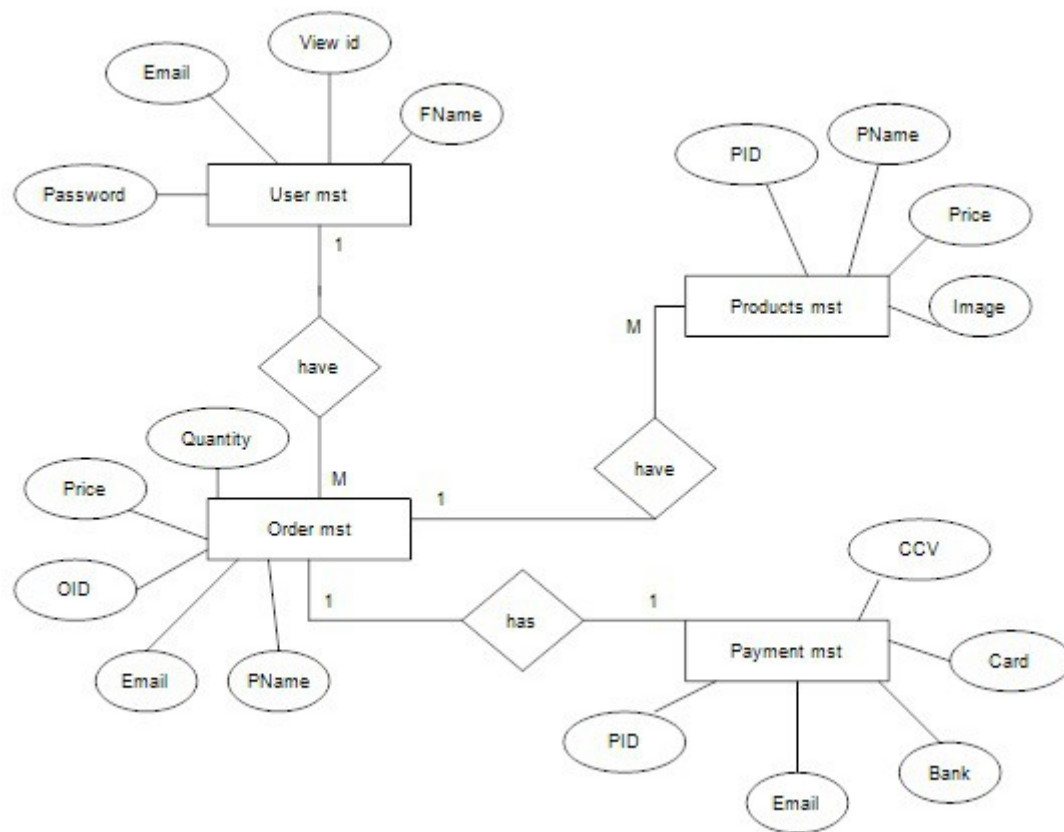 View id
Email
FName
Password
User mst
1
PID
PName
Price
Image
Products mst
M
have
Quantity
Price
M
1
have
Order mst
OID
CCV
1
has
1
Payment mst
Card
Email
PName
PID
Bank
Email